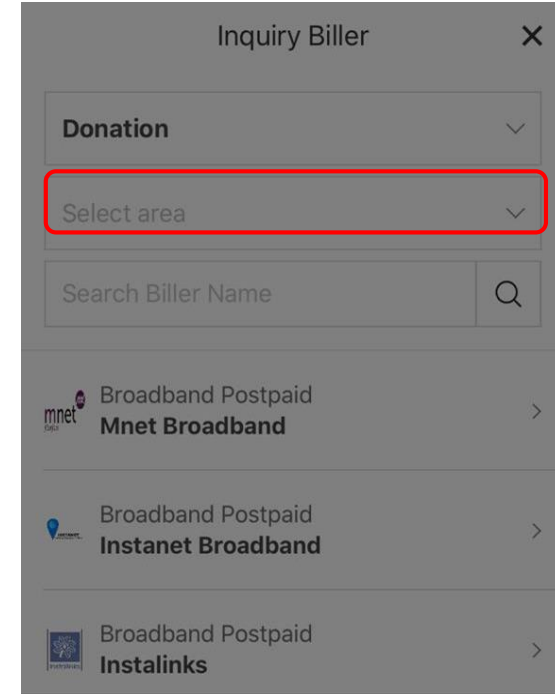 Inquiry Biller
Donation
Select area
Search Biller Name
Broadband Postpaid
mnet
Mnet Broadband
Broadband Postpaid
Instanet Broadband
Broadband Postpaid
Instalinks